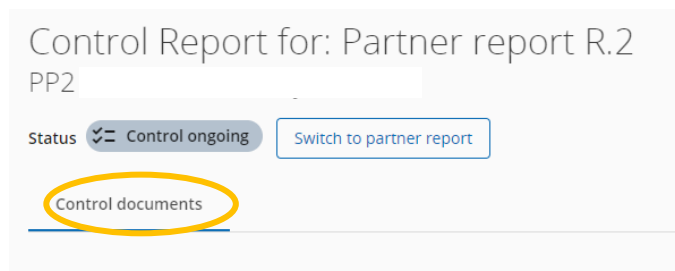 Control Report for: Partner report R.2
PP2
Status Control ongoing Switch to partner report
Control documents